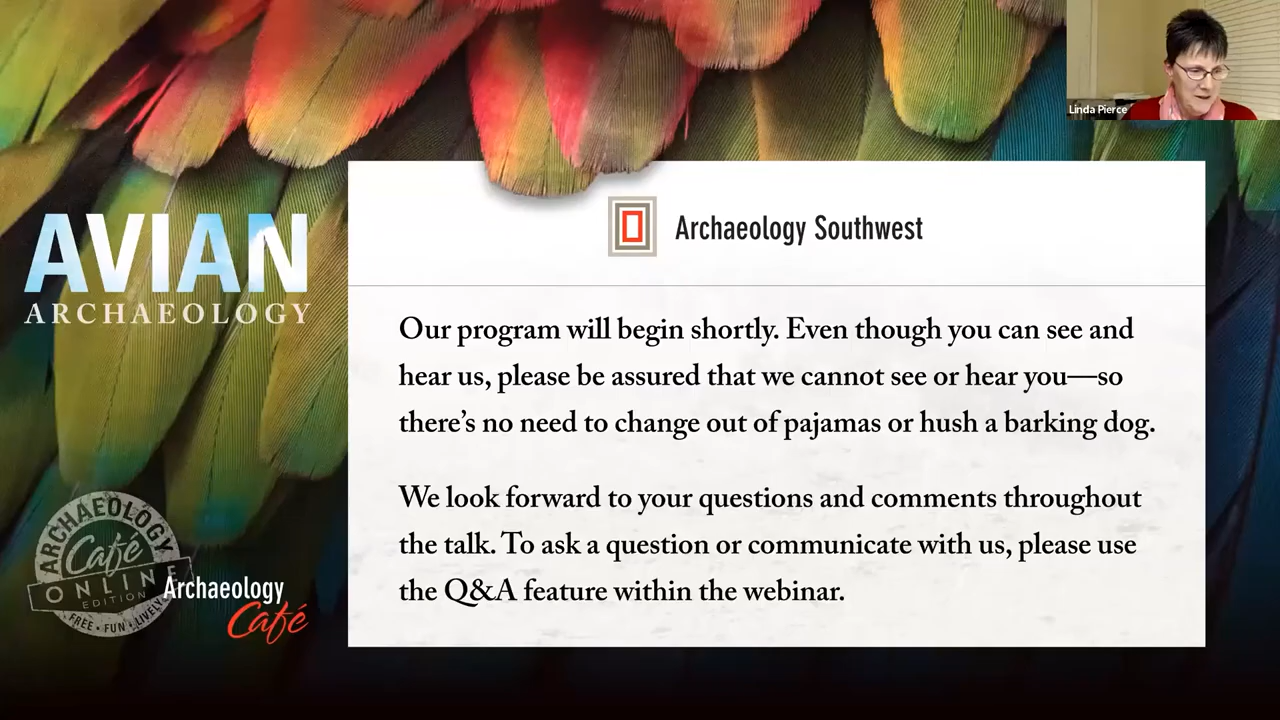 Linda Pierce
Archaeology Southwest
AVIAN
ARCHAEOLOGY
Our program will begin shortly. Even though you can see and
hear us, please be assured that we cannot see or hear you—so
there’s no need to change out of pajamas or hush a barking dog.
We look forward to your questions and comments throughout
the talk. To ask a question or communicate with us, please use
the Q&A feature within the webinar.
ARCHAEOLOGY
Café
ONLINE
EDITION
FREE • FUN • LIVELY
Archaeology
Café